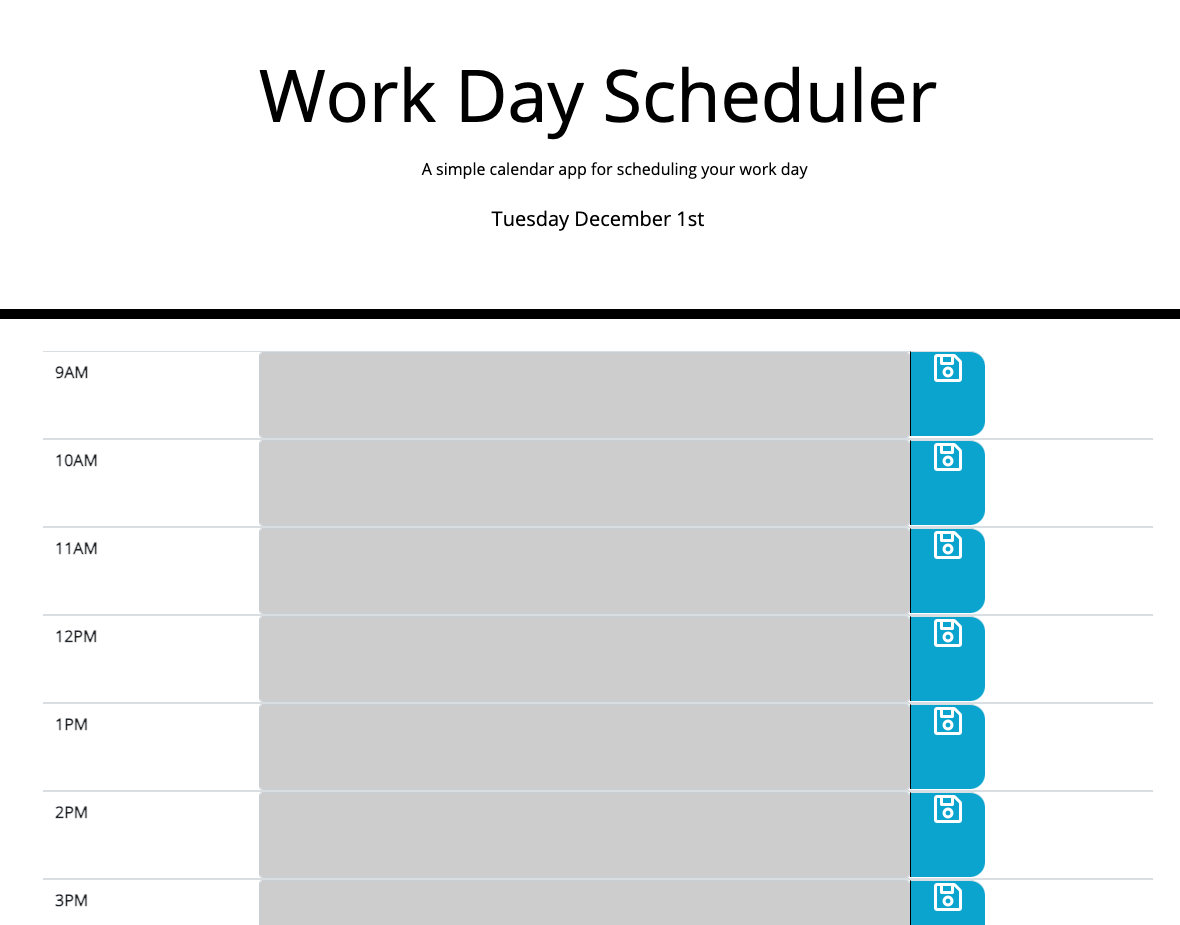 Work Day Scheduler
A simple calendar app for scheduling your work day
Tuesday December 1st
9AM
10AM
11AM
12PM
1PM
2PM
3PM